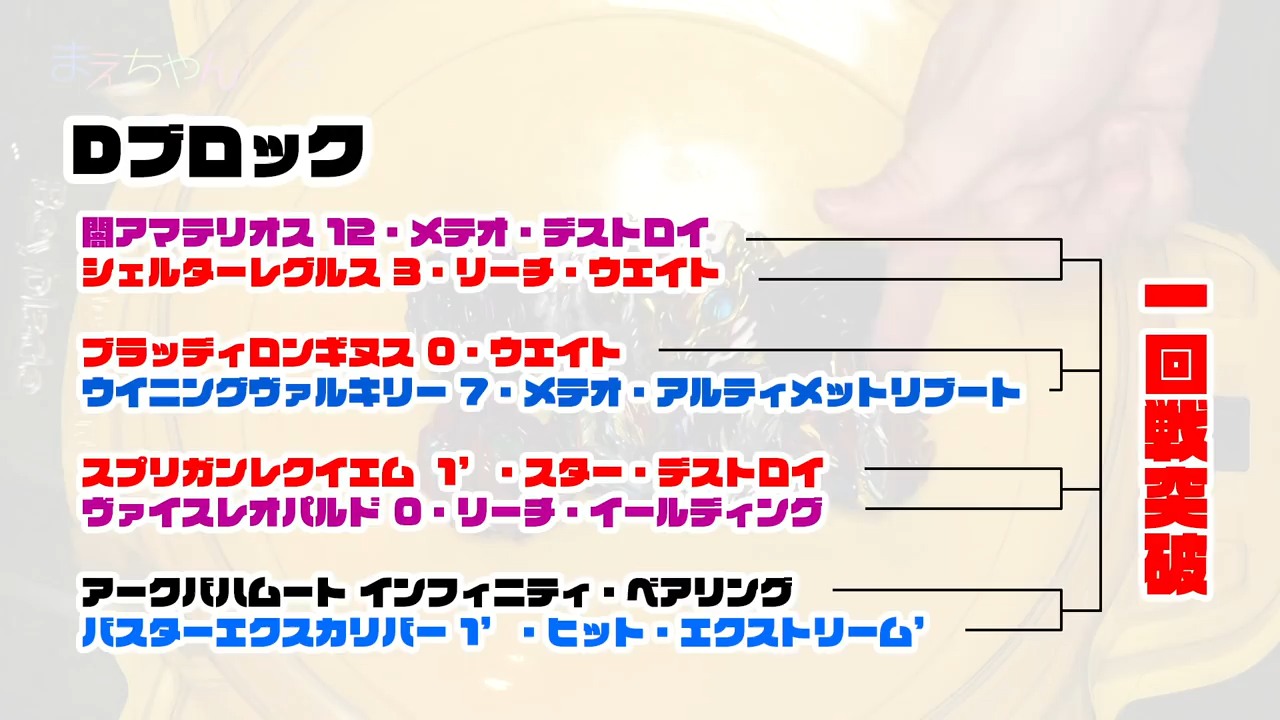 まえちゃん
Dブロック
闇アマテリオス 12・メテオ・デストロイ
シェルターレグルス 3・リーチ・ウエイト
ブラッディロンギヌス 0・ウエイト
ウイニングヴァルキリー 7・メテオ・アルティメットリブート
スプリガンレクイエム 1’・スター・デストロイ
ヴァイスレオパルド 0・リーチ・イールディング
アークバハムート インフィニティ・ベアリング
バスターエクスカリバー 1’・ヒット・エクストリーム’
一回戦突破